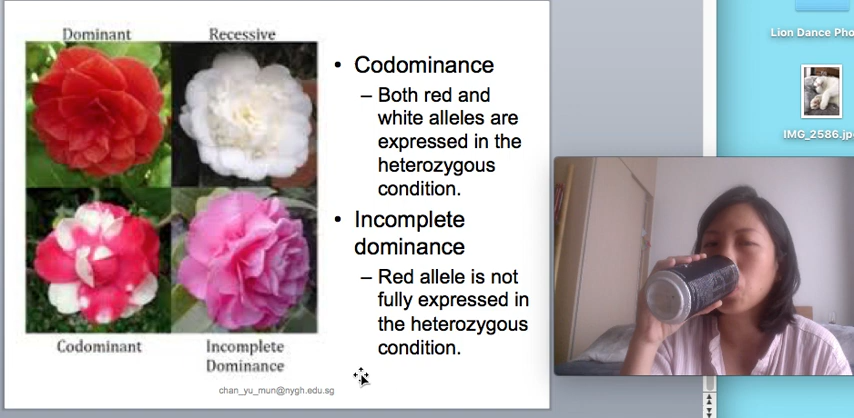 Dominant
Recessive
Codominant
Incomplete
Dominance
chan_yu_mun@nygh.edu.sg
• Codominance
– Both red and
white alleles are
expressed in the
heterozygous
condition.
• Incomplete
dominance
– Red allele is not
fully expressed in
the heterozygous
condition.
Lion Dance Pho
IMG_2586.jp